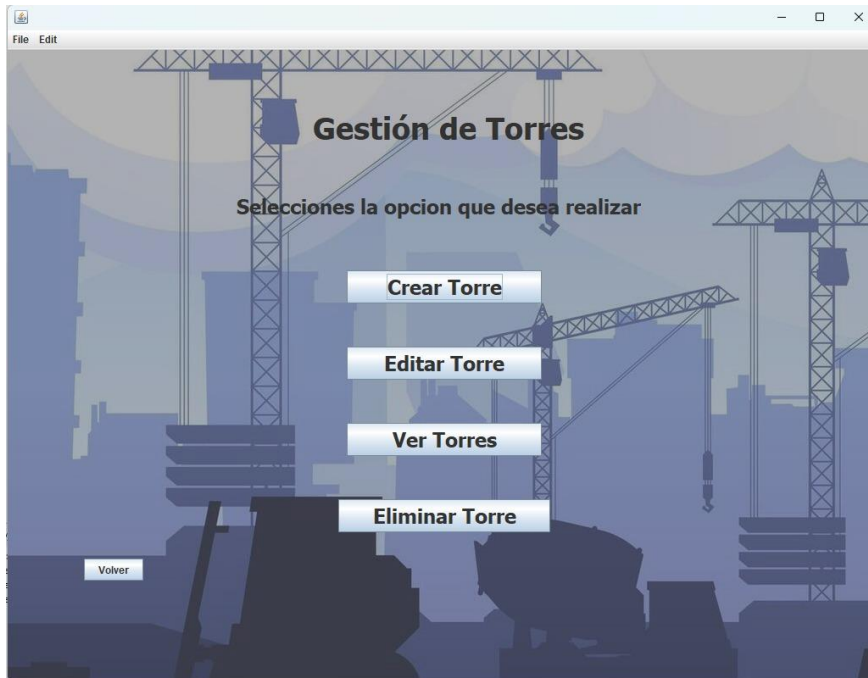 File Edit
Gestión de Torres
Selecciones la opcion que desea realizar
Crear Torre
Editar Torre
Ver Torres
Eliminar Torre
Volver